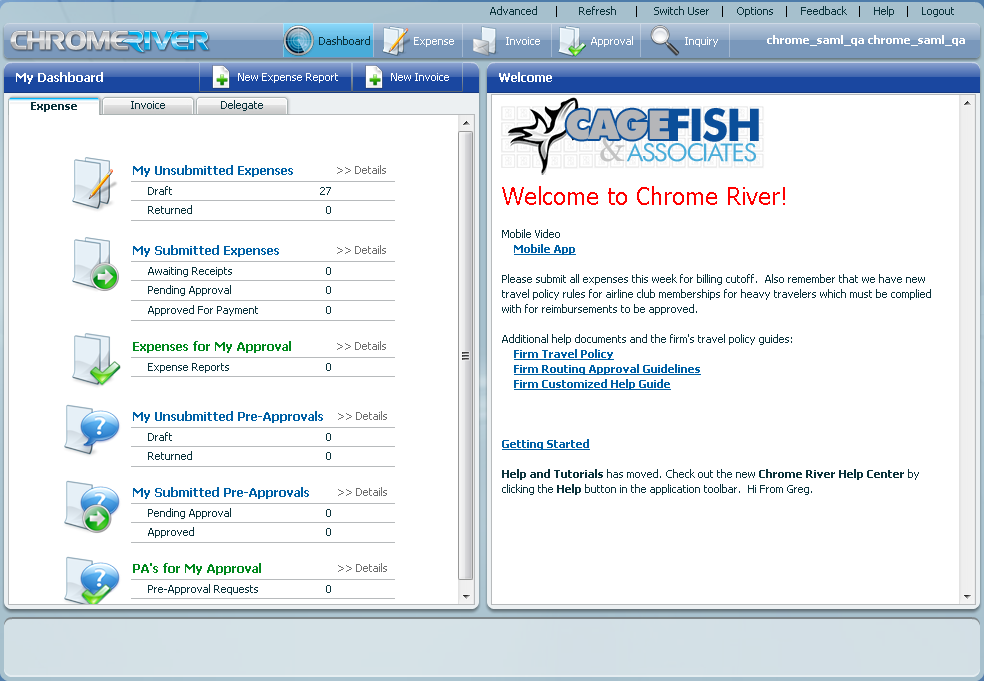 Advanced | Refresh | Switch User | Options | Feedback | Help | Logout
CHROMERIVER Dashboard Expense Invoice Approval Inquiry chrome_saml_qa chrome_saml_qa
My Dashboard New Expense Report New Invoice
Expense Invoice Delegate
My Unsubmitted Expenses >> Details
Draft 27
Returned 0
My Submitted Expenses >> Details
Awaiting Receipts 0
Pending Approval 0
Approved For Payment 0
Expenses for My Approval >> Details
Expense Reports 0
My Unsubmitted Pre-Approvals >> Details
Draft 0
Returned 0
My Submitted Pre-Approvals >> Details
Pending Approval 0
Approved 0
PA's for My Approval >> Details
Pre-Approval Requests 0
Welcome
CAGEFISH
& ASSOCIATES
Welcome to Chrome River!
Mobile Video
Mobile App
Please submit all expenses this week for billing cutoff. Also remember that we have new
travel policy rules for airline club memberships for heavy travelers which must be complied
with for reimbursements to be approved.
Additional help documents and the firm's travel policy guides:
Firm Travel Policy
Firm Routing Approval Guidelines
Firm Customized Help Guide
Getting Started
Help and Tutorials has moved. Check out the new Chrome River Help Center by
clicking the Help button in the application toolbar. Hi From Greg.